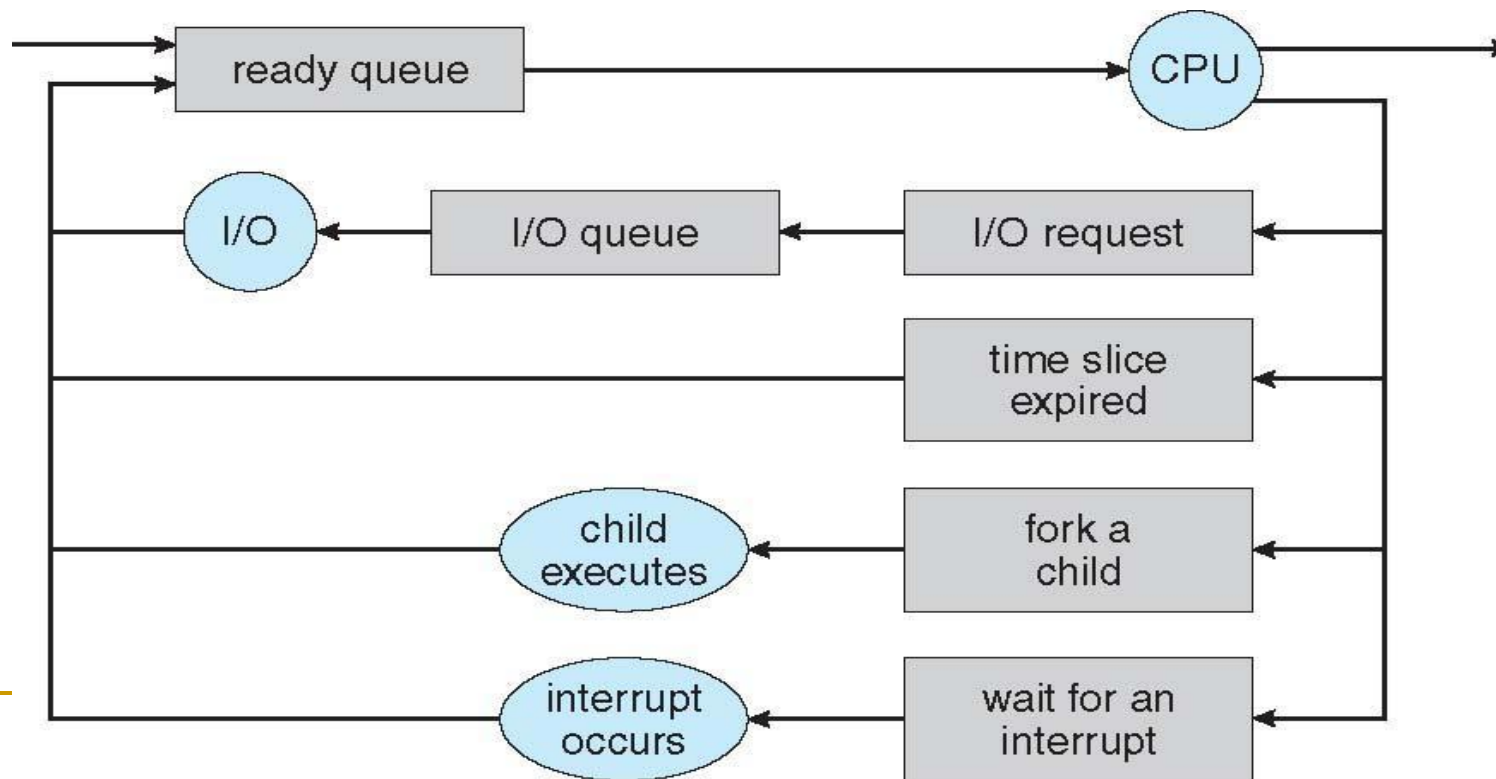 ready queue
CPU
I/O
I/O queue
I/O request
time slice
expired
child
executes
fork a
child
interrupt
occurs
wait for an
interrupt